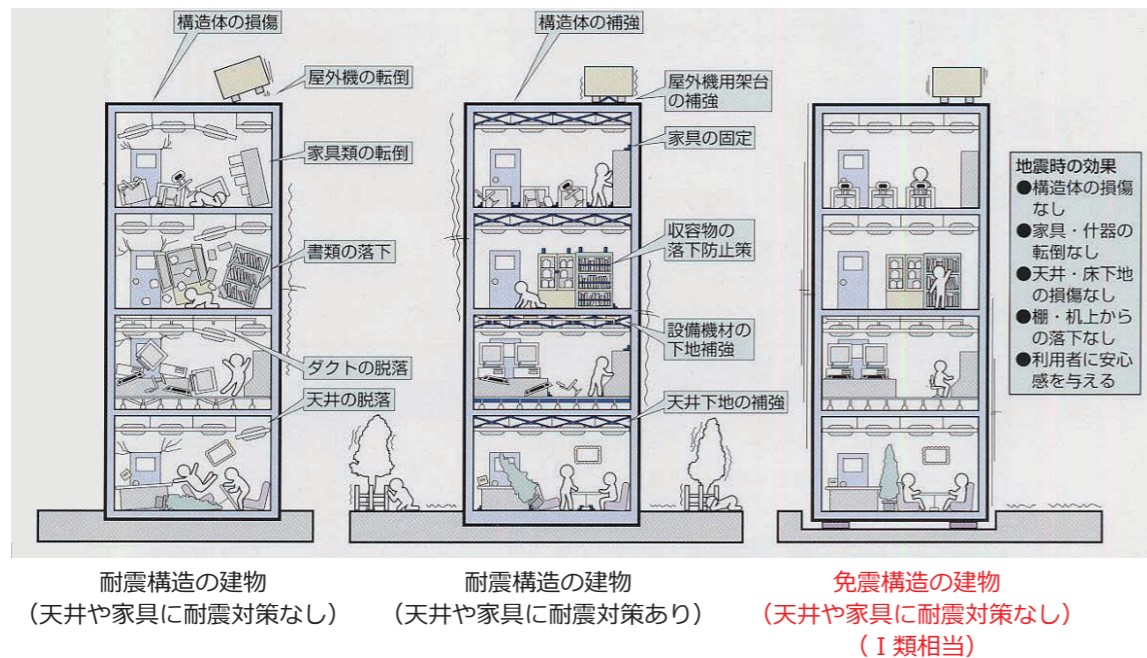 構造体の損傷
屋外機の転倒
家具類の転倒
書類の落下
ダクトの脱落
天井の脱落
構造体の補強
屋外機用架台
の補強
家具の固定
収容物の
落下防止策
設備機材の
下地補強
天井下地の補強
地震時の効果
●構造体の損傷
なし
●家具・什器の
転倒なし
●天井・床下地
の損傷なし
●棚・机上から
の落下なし
●利用者に安心
感を与える
耐震構造の建物
（天井や家具に耐震対策なし）
耐震構造の建物
（天井や家具に耐震対策あり）
免震構造の建物
（天井や家具に耐震対策なし）
（Ⅰ類相当）